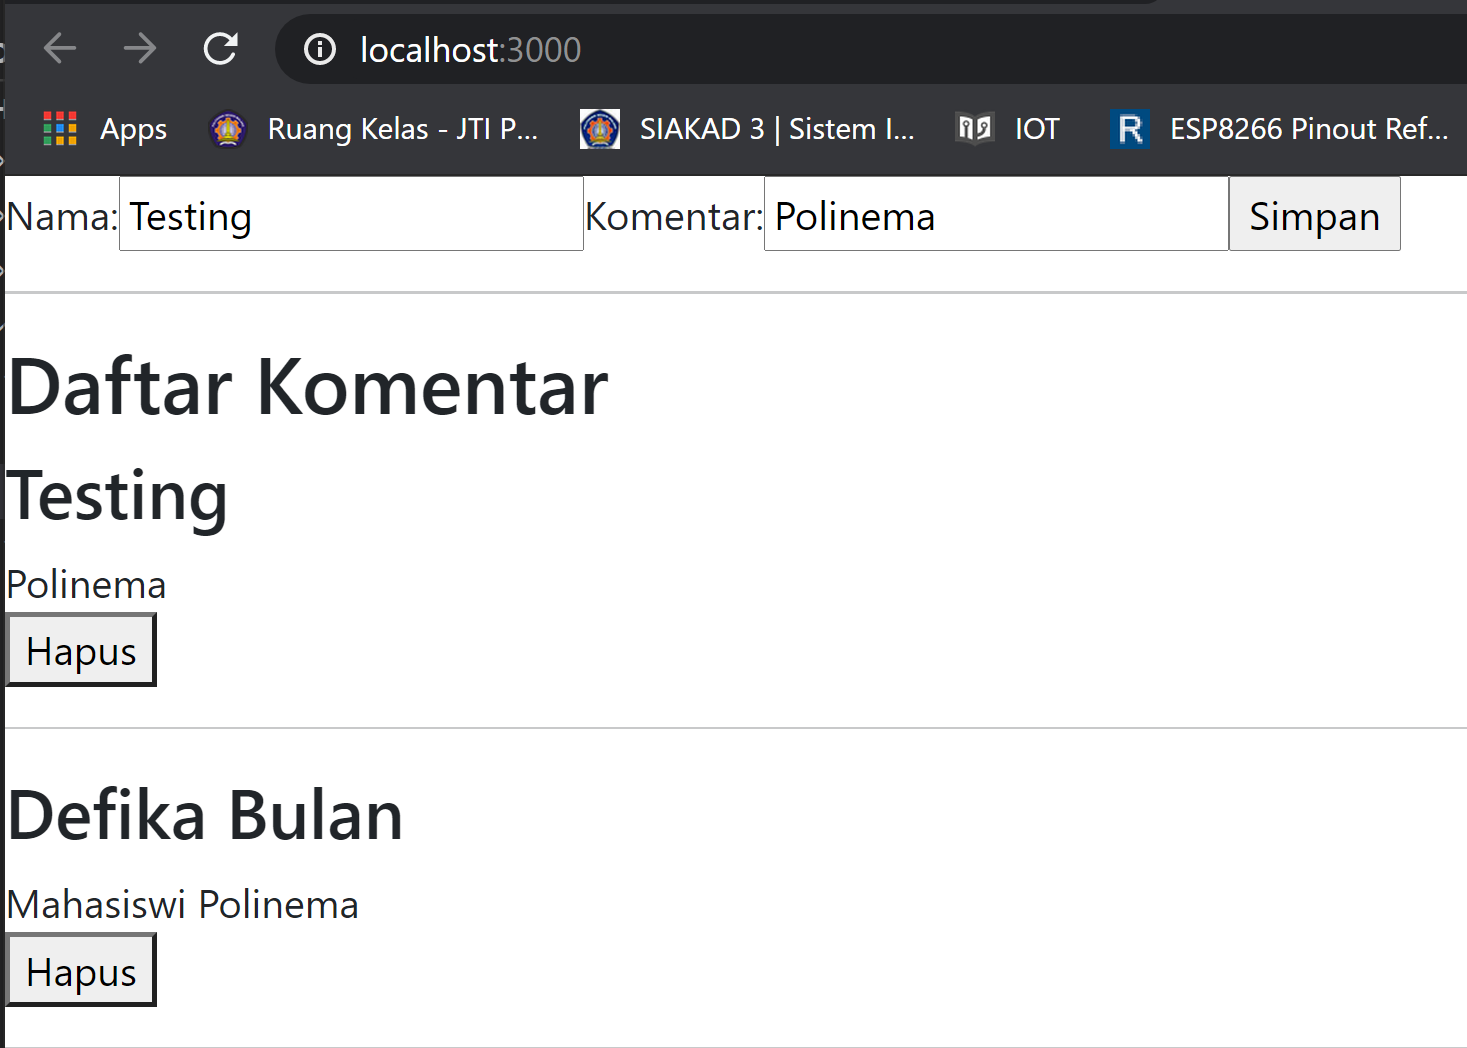 localhost:3000
Apps Ruang Kelas - JTI P... SIAKAD 3 | Sistem I... IOT R ESP8266 Pinout Ref...
Nama: Testing Komentar: Polinema Simpan
Daftar Komentar
Testing
Polinema
Hapus
Defika Bulan
Mahasiswi Polinema
Hapus